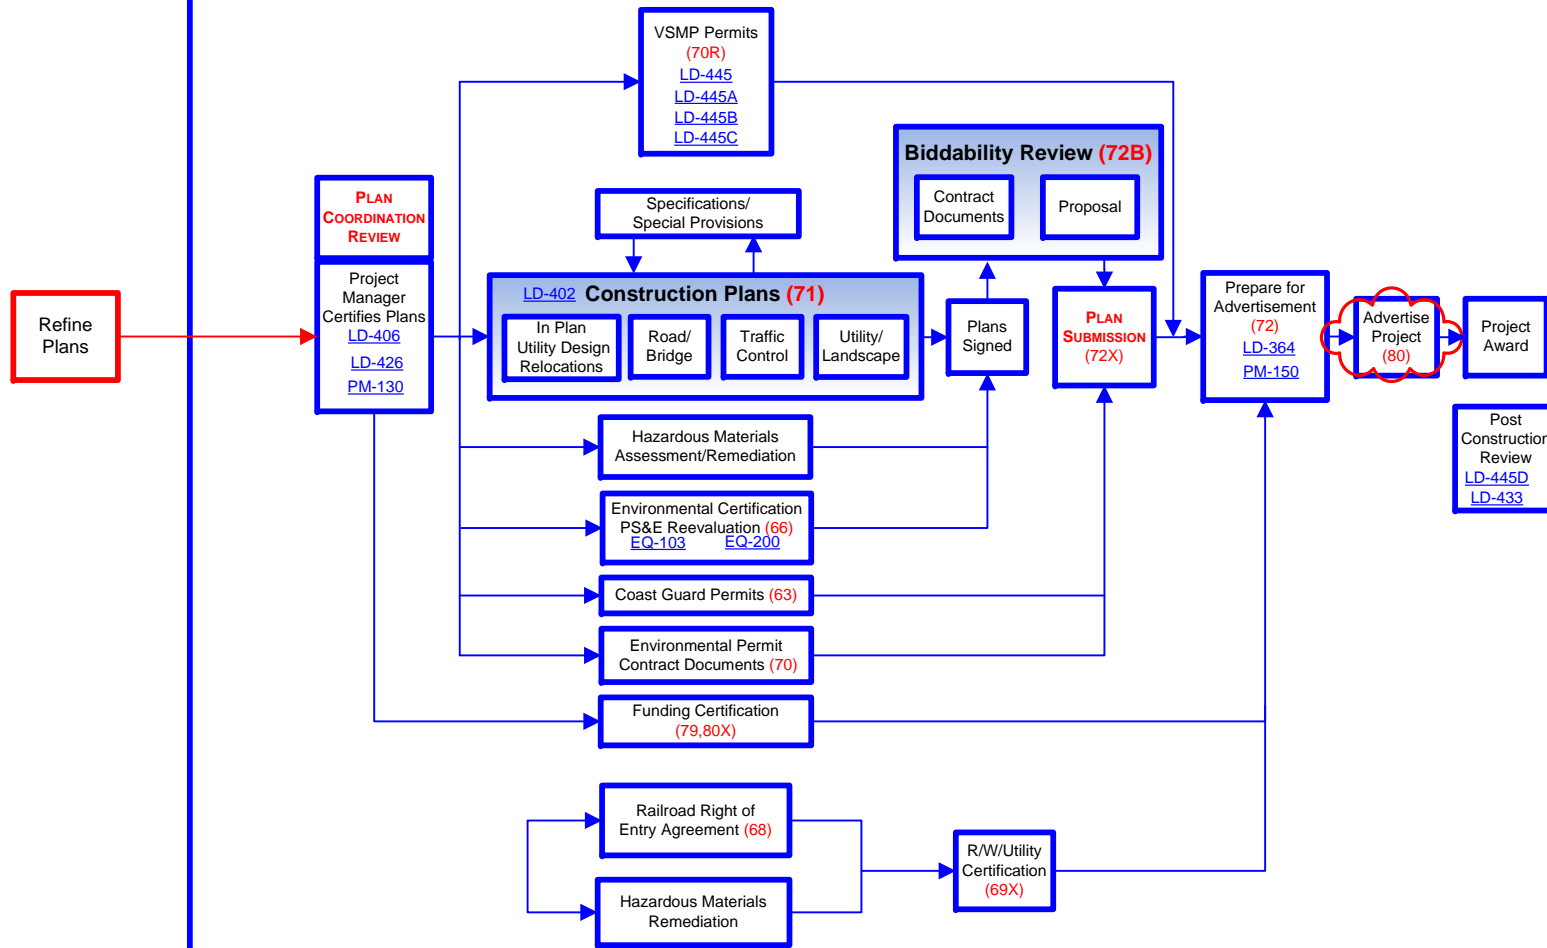 Refine
Plans
PLAN
COORDINATION
REVIEW
Project
Manager
Certifies Plans
LD-406
LD-426
PM-130
VSMP Permits
(70R)
LD-445
LD-445A
LD-445B
LD-445C
Specifications/
Special Provisions
LD-402 Construction Plans (71)
In Plan
Utility Design
Relocations
Road/
Bridge
Traffic
Control
Utility/
Landscape
Hazardous Materials
Assessment/Remediation
Environmental Certification
PS&E Reevaluation (66)
EQ-103 EQ-200
Coast Guard Permits (63)
Environmental Permit
Contract Documents (70)
Funding Certification
(79,80X)
Railroad Right of
Entry Agreement (68)
Hazardous Materials
Remediation
Plans
Signed
Biddability Review (72B)
Contract
Documents
Proposal
PLAN
SUBMISSION
(72X)
R/W/Utility
Certification
(69X)
Prepare for
Advertisement
(72)
LD-364
PM-150
Advertise
Project
(80)
Project
Award
Post
Construction
Review
LD-445D
LD-433